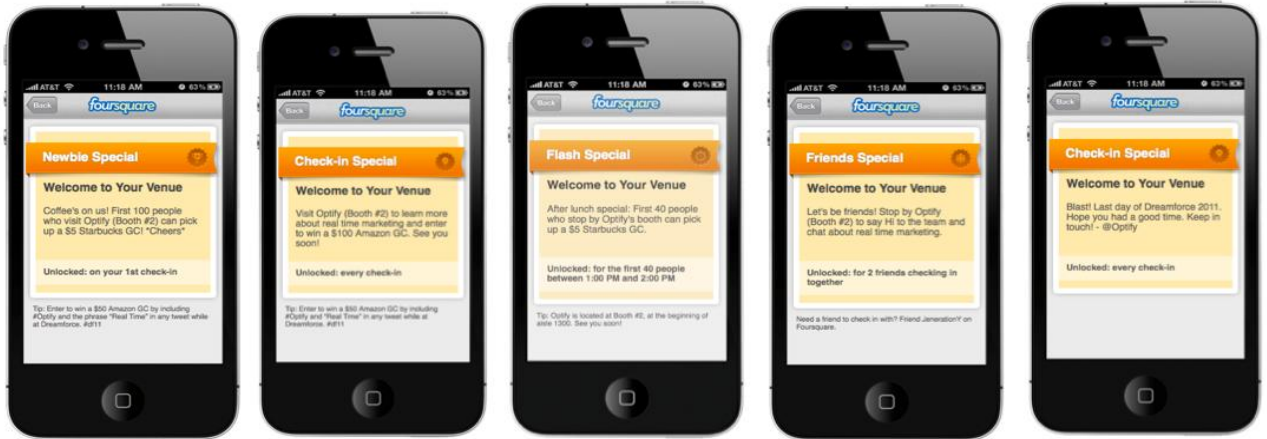 AT&T 11:18 AM 63%
Back foursquare
Newbie Special
Welcome to Your Venue
Coffee's on us! First 100 people
who visit Optify (Booth #2) can pick
up a $5 Starbucks GC! "Cheers"
Unlocked: on your 1st check-in
Tip: Enter to win a $50 Amazon GC by including
#Optify and the phrase "Real Time" in any tweet while
at Dreamforce. #df11
AT&T 11:18 AM 63%
Back foursquare
Check-in Special
Welcome to Your Venue
Visit Optify (Booth #2) to learn more
about real time marketing and enter
to win a $100 Amazon GC. See you
soon!
Unlocked: every check-in
Tip: Enter to win a $50 Amazon GC by including
#Optify and "Real Time" in any tweet while at
Dreamforce. #df11
AT&T 11:18 AM 63%
Back foursquare
Flash Special
Welcome to Your Venue
After lunch special: First 40 people
who stop by Optify's booth can pick
up a $5 Starbucks GC.
Unlocked: for the first 40 people
between 1:00 PM and 2:00 PM
Tip: Optify is located at Booth #2, at the beginning of
aisle 1300. See you soon!
AT&T 11:18 AM 63%
Back foursquare
Friends Special
Welcome to Your Venue
Let's be friends! Stop by Optify
(Booth #2) to say Hi to the team and
chat about real time marketing.
Unlocked: for 2 friends checking in
together
Need a friend to check in with? Friend JenerationY on
Foursquare.
AT&T 11:18 AM 63%
Back foursquare
Check-in Special
Welcome to Your Venue
Blast! Last day of Dreamforce 2011.
Hope you had a good time. Keep in
touch! - @Optify
Unlocked: every check-in